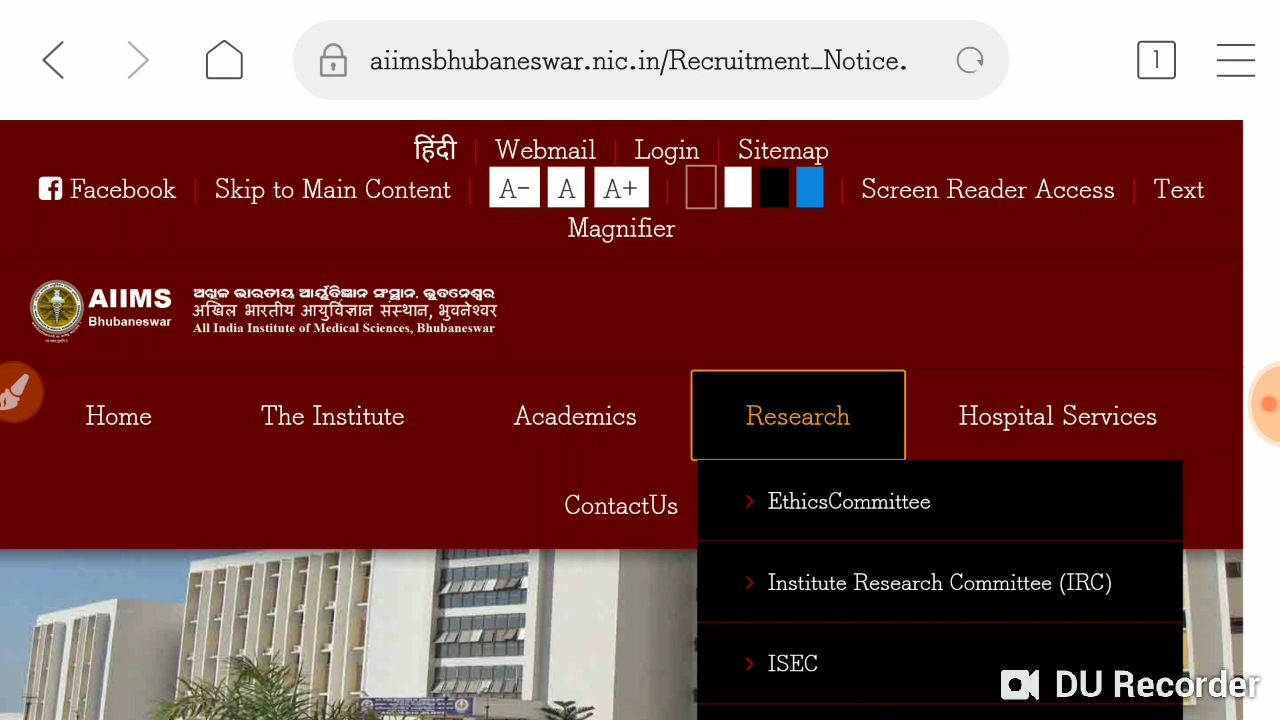 aiimsbhubaneswar.nic.in/Recruitment_Notice.
1
हिंदी | Webmail | Login | Sitemap
Facebook | Skip to Main Content | A- A A+ | | Screen Reader Access | Text
Magnifier
AIIMS
Bhubaneswar
ଅଖିଳ ଭାରତୀୟ ଆୟୁର୍ବିଜ୍ଞାନ ସଂସ୍ଥାନ, ଭୁବନେଶ୍ୱର
अखिल भारतीय आयुर्विज्ञान संस्थान, भुवनेश्वर
All India Institute of Medical Sciences, Bhubaneswar
Home The Institute Academics Research Hospital Services
ContactUs
EthicsCommittee
Institute Research Committee (IRC)
ISEC
DU Recorder